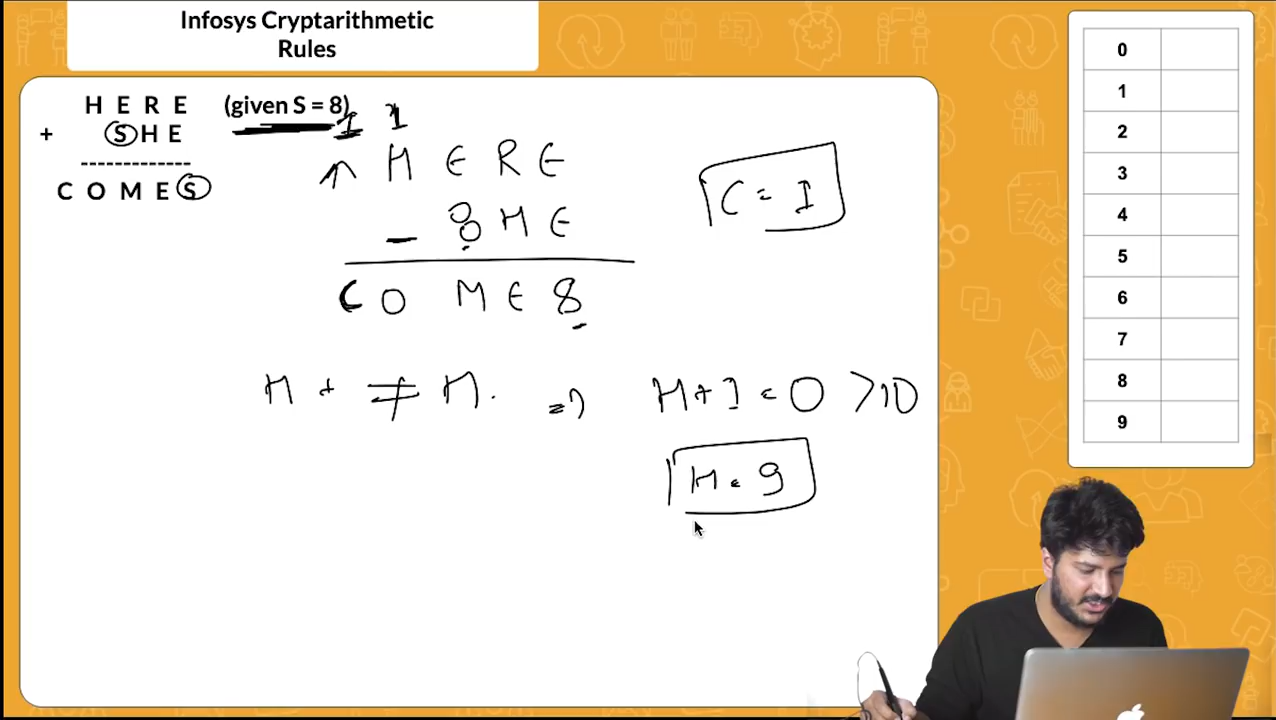 Infosys Cryptarithmetic
Rules
H E R E (given S = 8)
+ S H E
-------------
C O M E S
1 1
H E R E
8 H E
C O M E 8
C = 1
H + ≠ H. => H + 1 = 0 > 10
H = 9
0
1
2
3
4
5
6
7
8
9